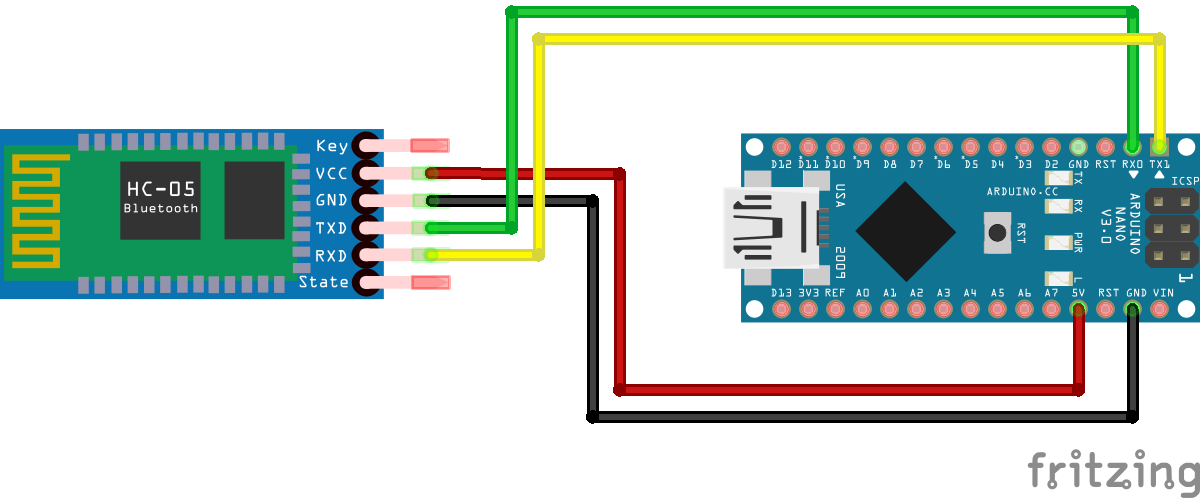 Key
VCC
GND
TXD
RXD
State
HC-05
Bluetooth
D12 D11 D10 D9 D8 D7 D6 D5 D4 D3 D2 GND RST RX0 TX1
USA
2009
ARDUINO.CC
RST
TX
RX
PWR
L
ARDUINO
NANO
V3.0
ICSP
1
D13 3V3 REF A0 A1 A2 A3 A4 A5 A6 A7 5V RST GND VIN
fritzing